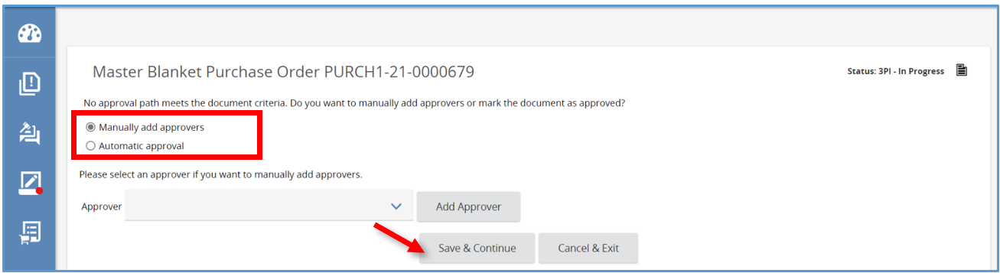 Master Blanket Purchase Order PURCH1-21-0000679
Status: 3PI - In Progress
No approval path meets the document criteria. Do you want to manually add approvers or mark the document as approved?
Manually add approvers
Automatic approval
Please select an approver if you want to manually add approvers.
Approver
Add Approver
Save & Continue
Cancel & Exit